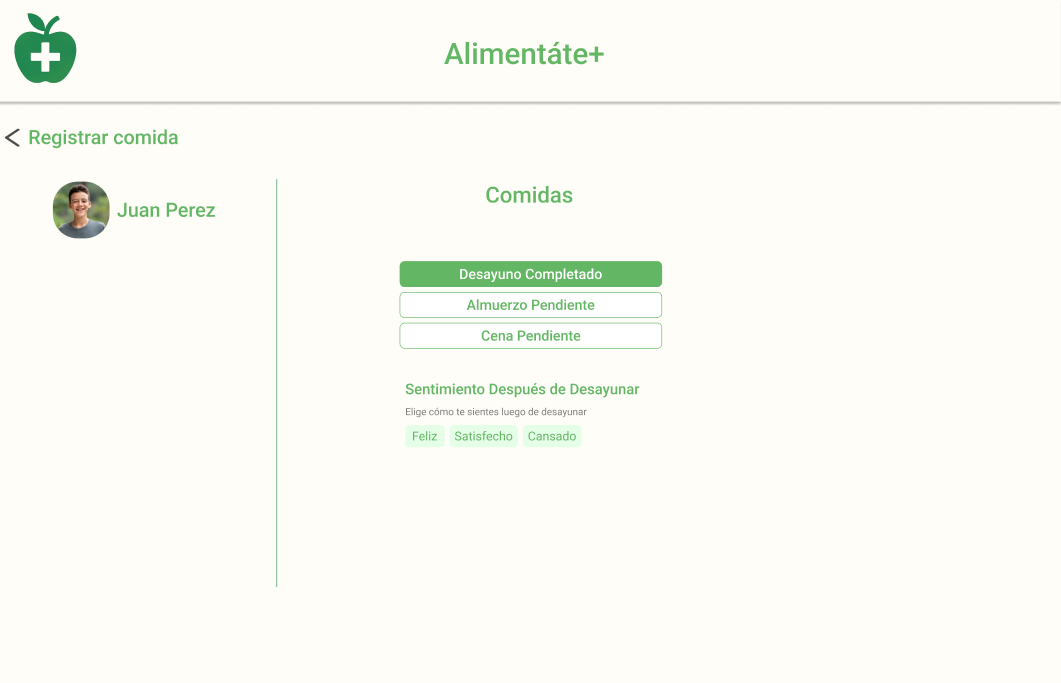 Alimentáte+
Registrar comida
Juan Perez
Comidas
Desayuno Completado
Almuerzo Pendiente
Cena Pendiente
Sentimiento Después de Desayunar
Elige cómo te sientes luego de desayunar
Feliz Satisfecho Cansado